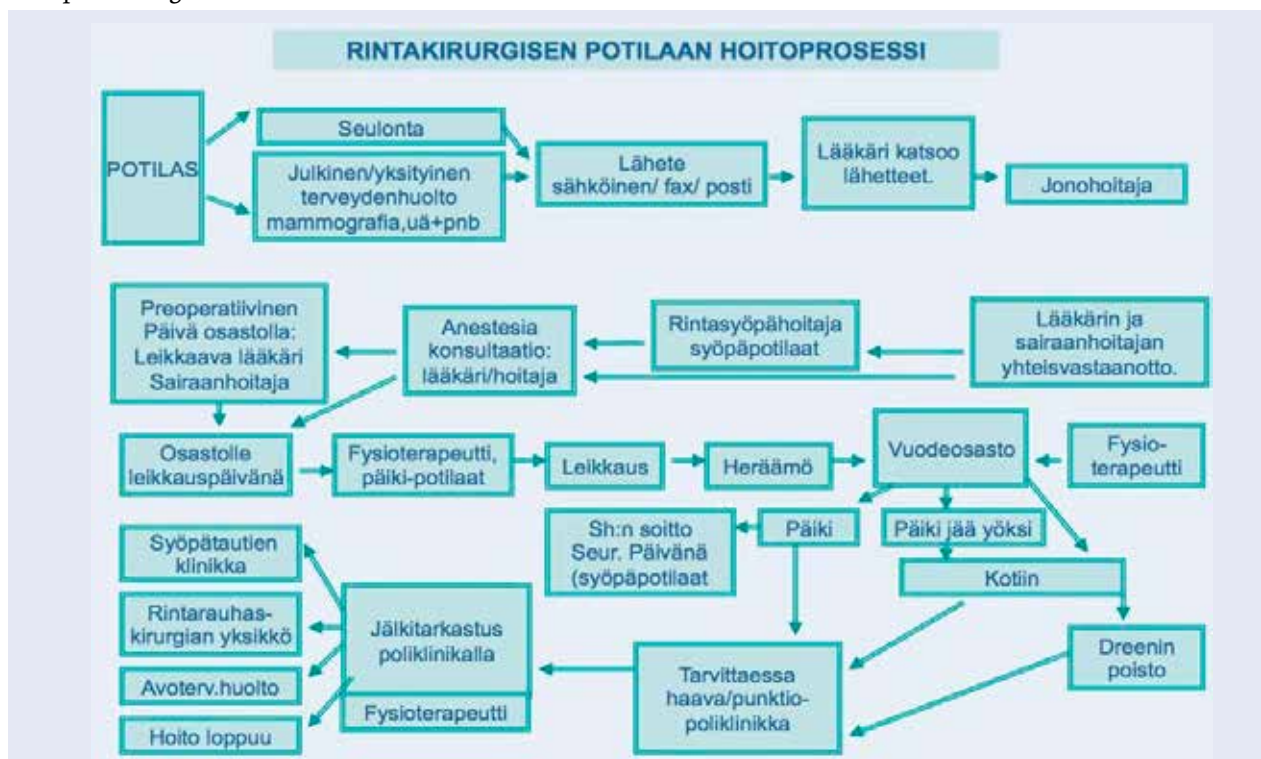 RINTAKIRURGISEN POTILAAN HOITOPROSESSI
POTILAS
Seulonta
Julkinen/yksityinen
terveydenhuolto
mammografia,uä+pnb
Lähete
sähköinen/ fax/ posti
Lääkäri katsoo
lähetteet.
Jonohoitaja
Preoperatiivinen
Päivä osastolla:
Leikkaava lääkäri
Sairaanhoitaja
Anestesia
konsultaatio:
lääkäri/hoitaja
Rintasyöpähoitaja
syöpäpotilaat
Lääkärin ja
sairaanhoitajan
yhteisvastaanotto.
Osastolle
leikkauspäivänä
Fysioterapeutti,
päiki-potilaat
Leikkaus
Heräämö
Vuodeosasto
Fysio-
terapeutti
Sh:n soitto
Seur. Päivänä
(syöpäpotilaat
Päiki
Päiki jää yöksi
Kotiin
Dreenin
poisto
Syöpätautien
klinikka
Rintarauhas-
kirurgian yksikkö
Avoterv.huolto
Hoito loppuu
Jälkitarkastus
poliklinikalla
Fysioterapeutti
Tarvittaessa
haava/punktio-
poliklinikka